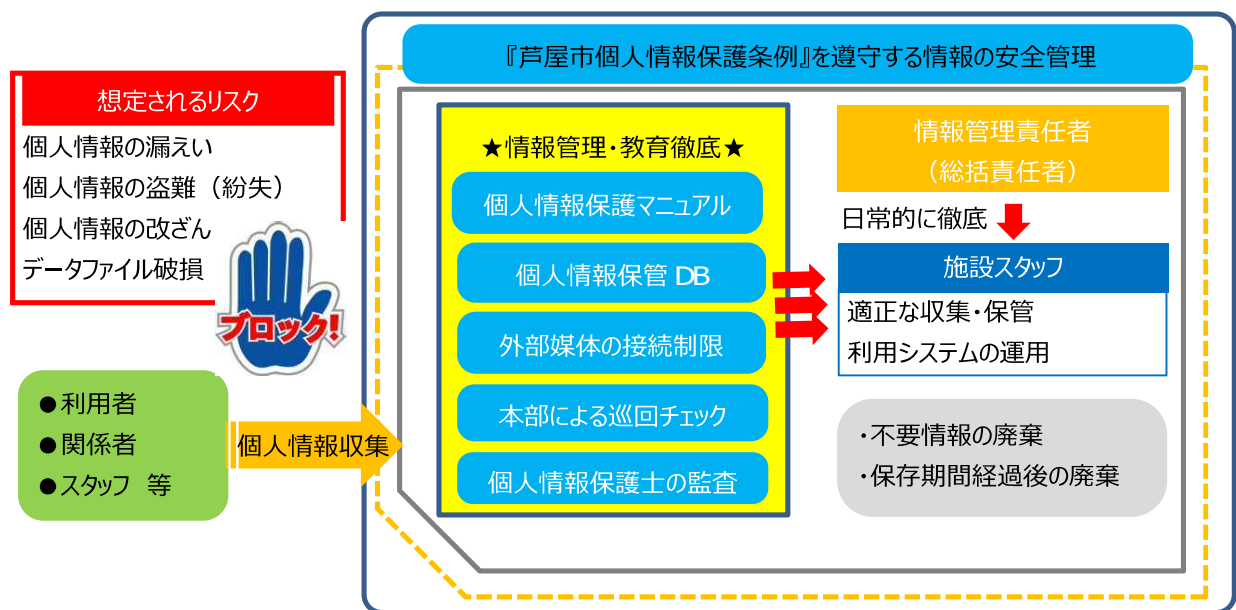 『芦屋市個人情報保護条例』を遵守する情報の安全管理
想定されるリスク
個人情報の漏えい
個人情報の盗難（紛失）
個人情報の改ざん
データファイル破損
ブロック!
●利用者
●関係者
●スタッフ 等
個人情報収集
★情報管理・教育徹底★
個人情報保護マニュアル
個人情報保管 DB
外部媒体の接続制限
本部による巡回チェック
個人情報保護士の監査
情報管理責任者
（総括責任者）
日常的に徹底
施設スタッフ
適正な収集・保管
利用システムの運用
・不要情報の廃棄
・保存期間経過後の廃棄